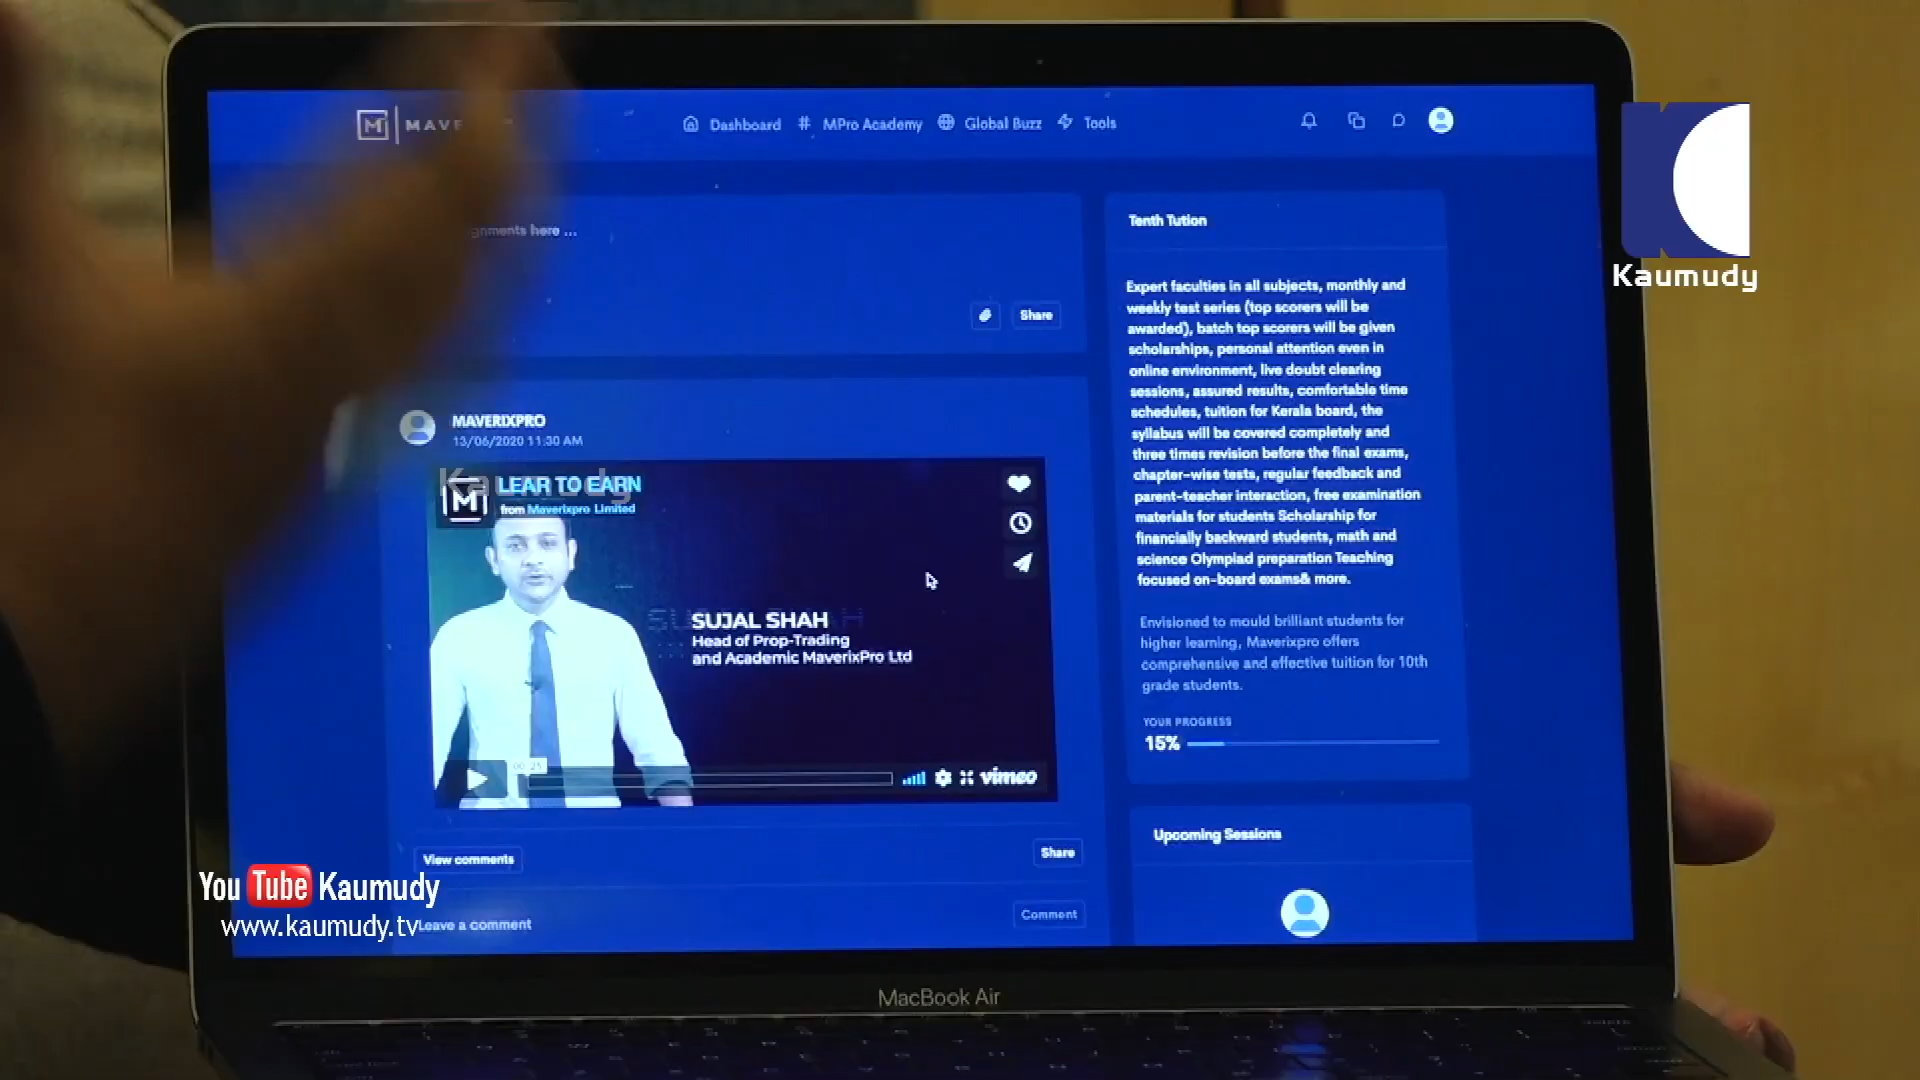 M
Dashboard
# MPro Academy
Global Buzz
Tools
here ...
Share
Tenth Tution
Expert faculties in all subjects, monthly and
weekly test series (top scorers will be
awarded), batch top scorers will be given
scholarships, personal attention even in
online environment, live doubt clearing
sessions, assured results, comfortable time
schedules, tuition for Kerala board, the
syllabus will be covered completely and
three times revision before the final exams,
chapter-wise tests, regular feedback and
parent-teacher interaction, free examination
materials for students Scholarship for
financially backward students, math and
science Olympiad preparation Teaching
focused on-board exams& more.
Envisioned to mould brilliant students for
higher learning, Maverixpro offers
comprehensive and effective tuition for 10th
grade students.
YOUR PROGRESS
15%
Upcoming Sessions
MAVERIXPRO
13/06/2020 11:30 AM
Kaumudy
M
LEAR TO EARN
from Maverixpro Limited
SUJAL SHAH
Head of Prop-Trading
and Academic MaverixPro Ltd
vimeo
View comments
Share
Leave a comment
Comment
MacBook Air
Kaumudy
You Tube Kaumudy
www.kaumudy.tv